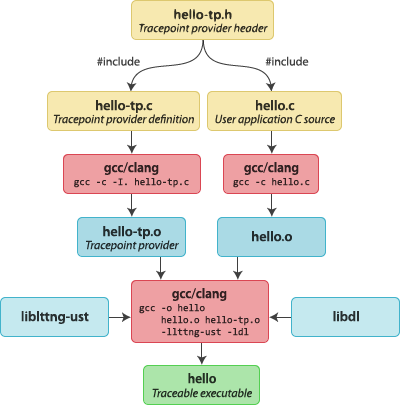 hello-tp.h
Tracepoint provider header
#include
#include
hello-tp.c
Tracepoint provider definition
hello.c
User application C source
gcc/clang
gcc -c -I. hello-tp.c
gcc/clang
gcc -c hello.c
hello-tp.o
Tracepoint provider
hello.o
liblttng-ust
gcc/clang
gcc -o hello
hello.o hello-tp.o
-llttng-ust -ldl
libdl
hello
Traceable executable